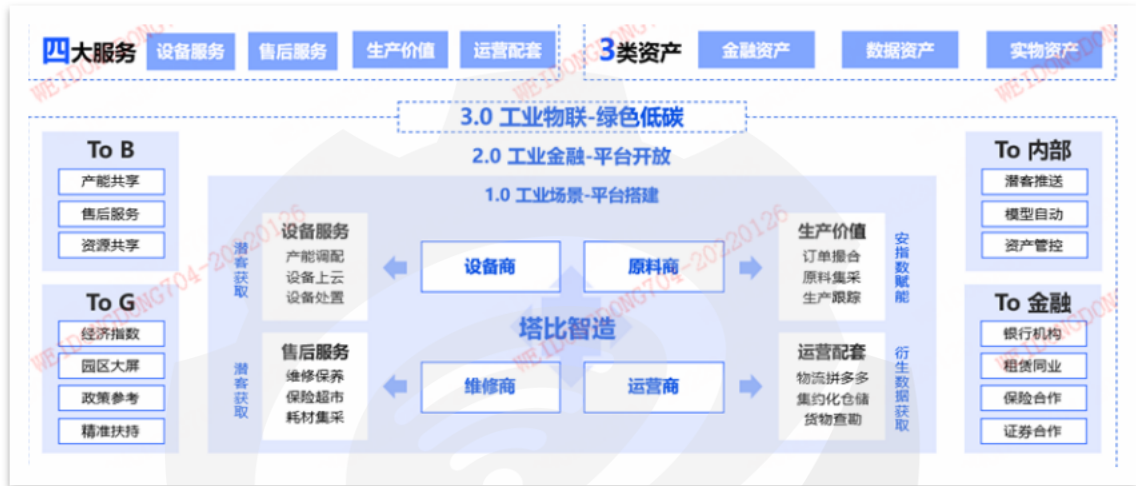 四大服务 设备服务 售后服务 生产价值 运营配套
3类资产 金融资产 数据资产 实物资产
3.0 工业物联-绿色低碳
2.0 工业金融-平台开放
1.0 工业场景-平台搭建
To B
产能共享
售后服务
资源共享
To G
经济指数
园区大屏
政策参考
精准扶持
潜客获取
设备服务
产能调配
设备上云
设备处置
潜客获取
售后服务
维修保养
保险超市
耗材集采
设备商
原料商
塔比智造
维修商
运营商
生产价值
订单撮合
原料集采
生产跟踪
安指数赋能
运营配套
物流拼多多
集约化仓储
货物查勘
衍生数据获取
To 内部
潜客推送
模型自动
资产管控
To 金融
银行机构
租赁同业
保险合作
证券合作
WEIDONGDONG704-20220126